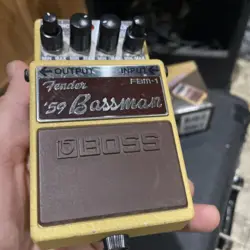 OUTPUT INPUT
Fender FBM-1
'59 Bassman
BOSS